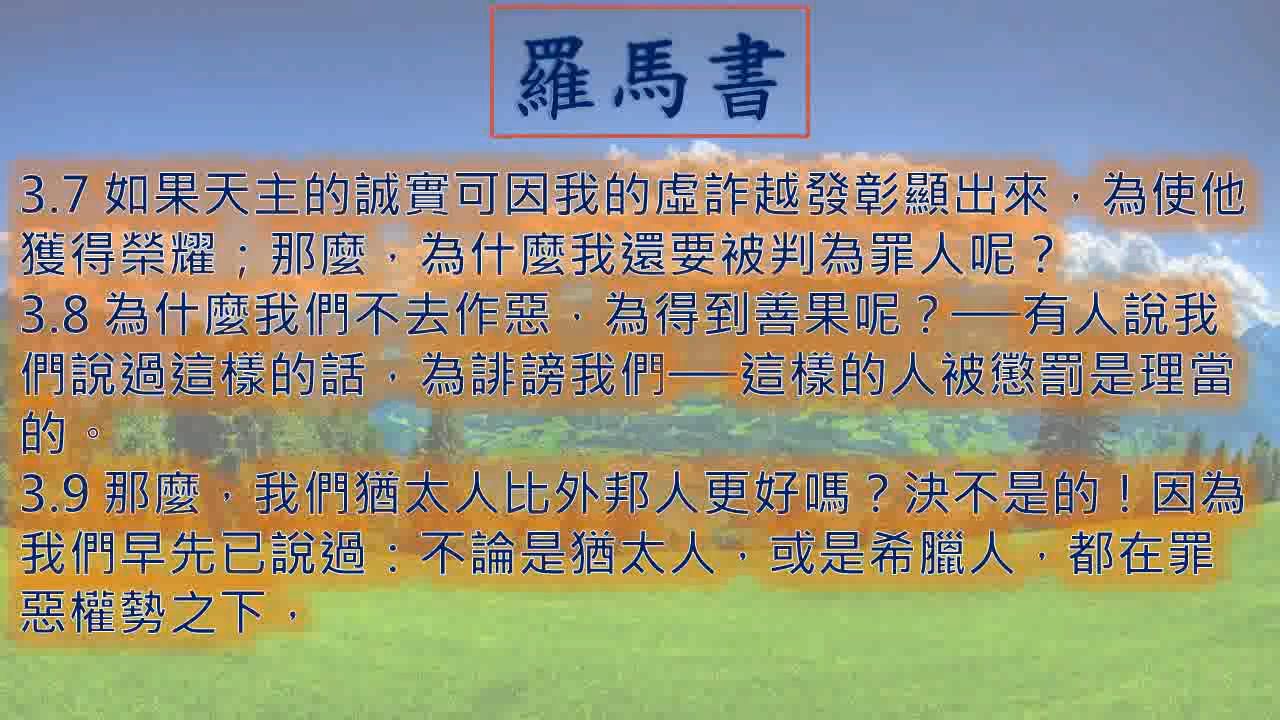 羅馬書
3.7 如果天主的誠實可因我的虛詐越發彰顯出來，為使他
獲得榮耀；那麼，為什麼我還要被判為罪人呢？
3.8 為什麼我們不去作惡，為得到善果呢？──有人說我
們說過這樣的話，為誹謗我們──這樣的人被懲罰是理當
的。
3.9 那麼，我們猶太人比外邦人更好嗎？決不是的！因為
我們早先已說過：不論是猶太人，或是希臘人，都在罪
惡權勢之下，